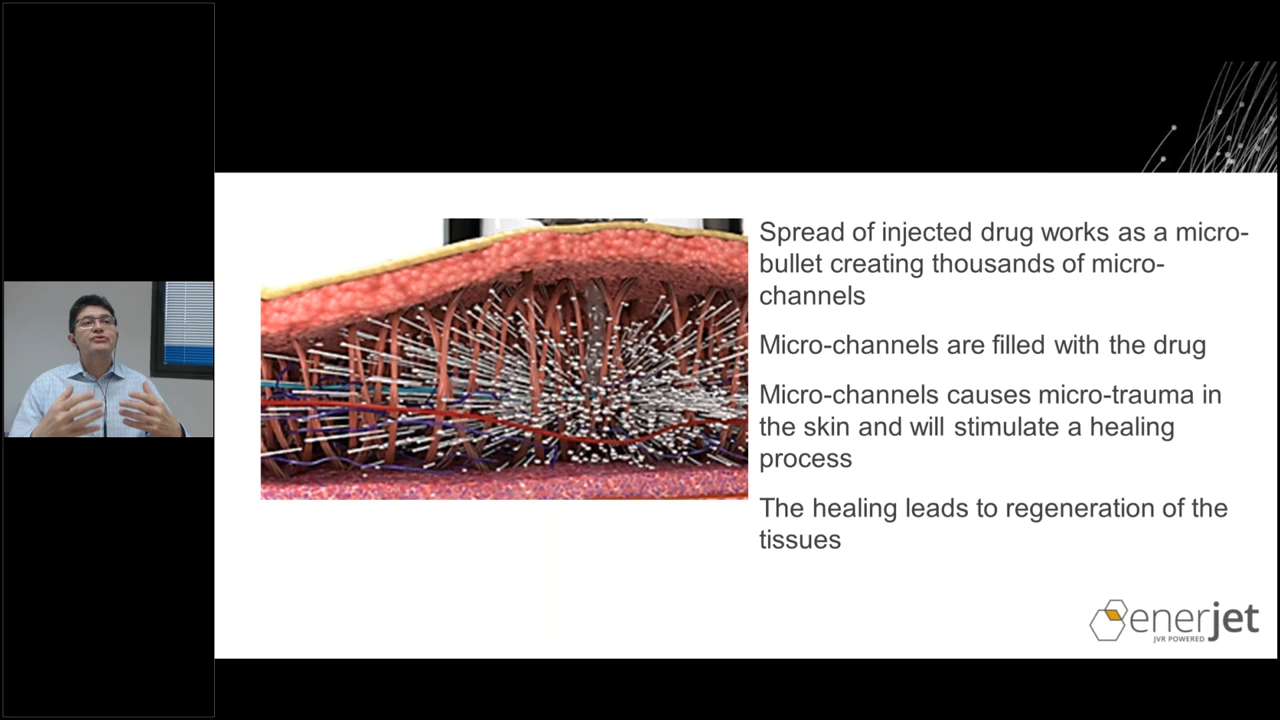 Spread of injected drug works as a micro-
bullet creating thousands of micro-
channels
Micro-channels are filled with the drug
Micro-channels causes micro-trauma in
the skin and will stimulate a healing
process
The healing leads to regeneration of the
tissues
enerjet
JVR POWERED